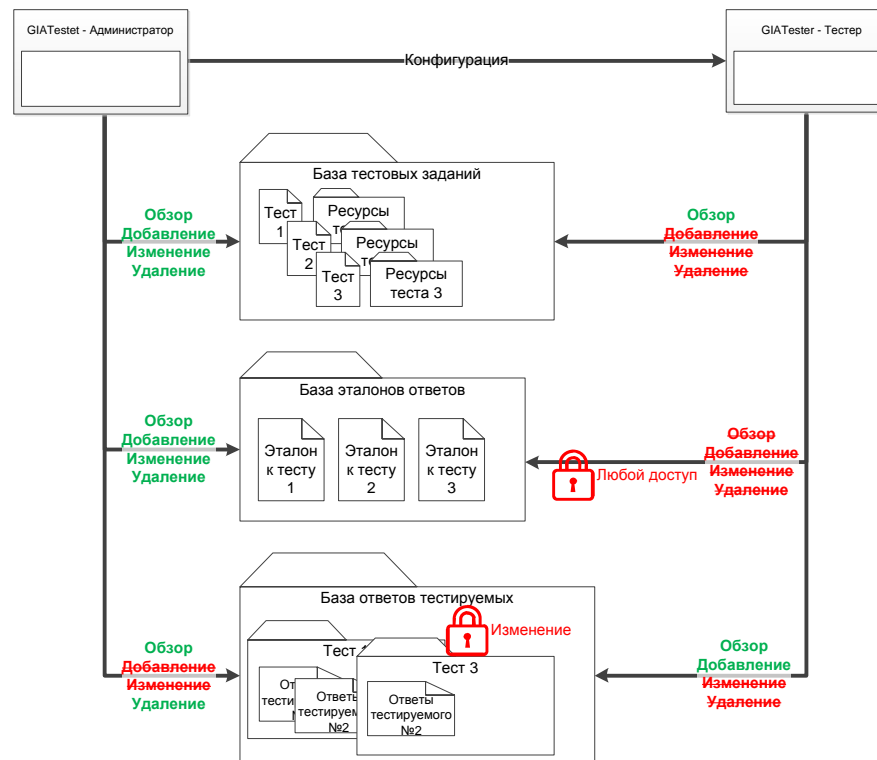 GIATestet - Администратор
GIATester - Тестер
Конфигурация
База тестовых заданий
Тест
1
Ресурсы
Тест
2
Ресурсы
Тест
3
Ресурсы
теста 3
Обзор
Добавление
Изменение
Удаление
Обзор
Добавление
Изменение
Удаление
База эталонов ответов
Эталон
к тесту
1
Эталон
к тесту
2
Эталон
к тесту
3
Обзор
Добавление
Изменение
Удаление
Любой доступ
Обзор
Добавление
Изменение
Удаление
База ответов тестируемых
Изменение
Тест
Тест 3
Ответы
№2
Ответы
тестируемого
№2
Обзор
Добавление
Изменение
Удаление
Обзор
Добавление
Изменение
Удаление